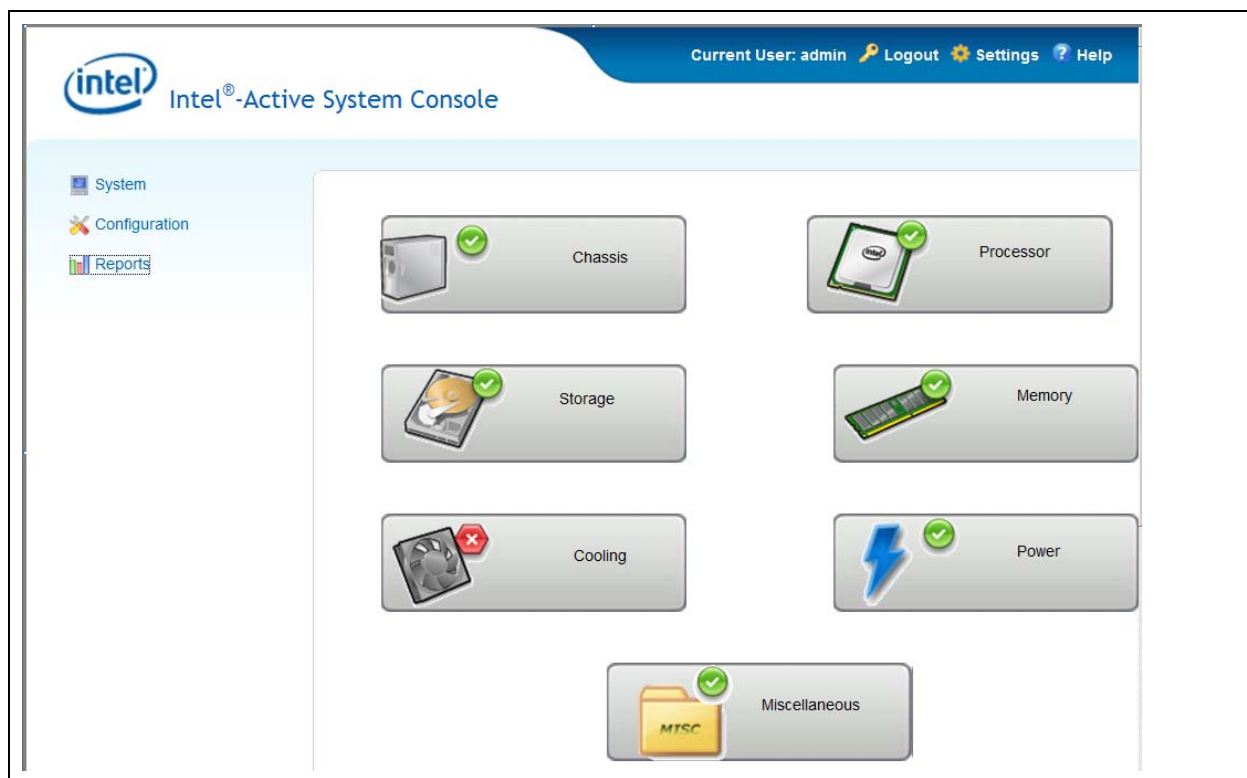 Current User: admin Logout Settings ? Help
intel
Intel®-Active System Console
System
Configuration
Reports
Chassis
intel
Processor
Storage
Memory
Cooling
Power
MISC
Miscellaneous